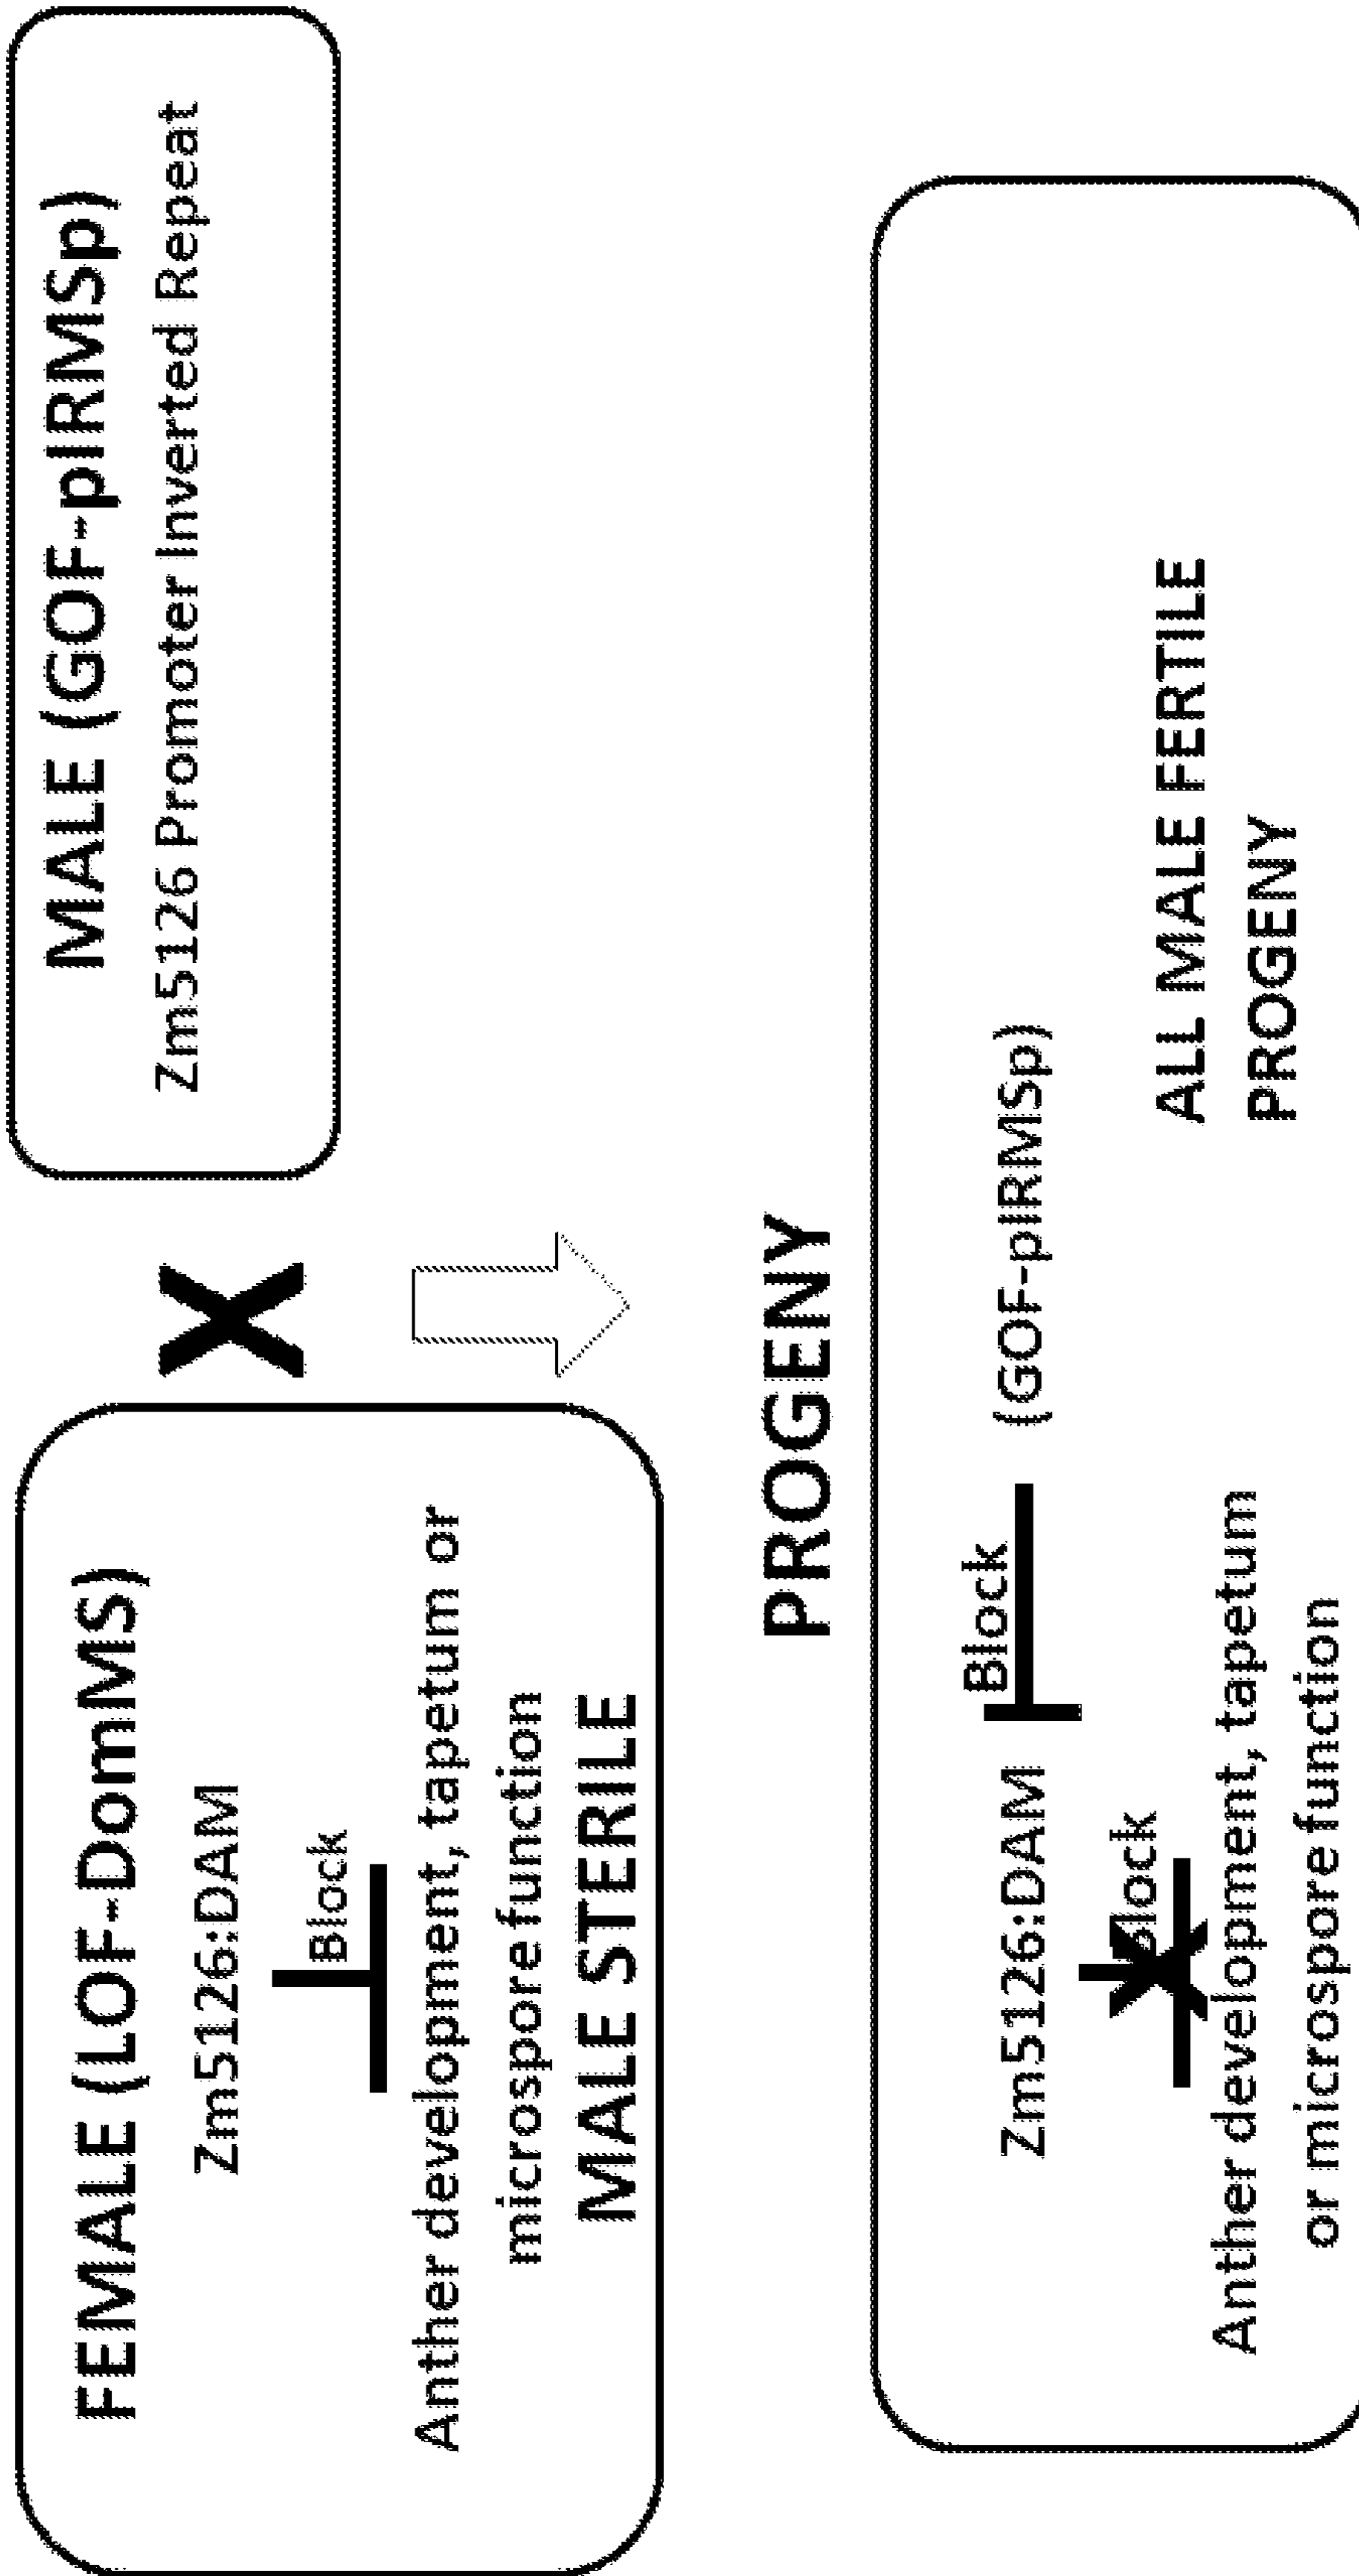 FEMALE (LOF-DomMS)
Zm5126:DAM
Block
Anther development, tapetum or
microspore function
MALE STERILE
X
MALE (GOF-pIRMSp)
Zm5126 Promoter Inverted Repeat
PROGENY
Zm5126:DAM
Block
(GOF-pIRMSp)
Block
Anther development, tapetum
or microspore function
ALL MALE FERTILE
PROGENY